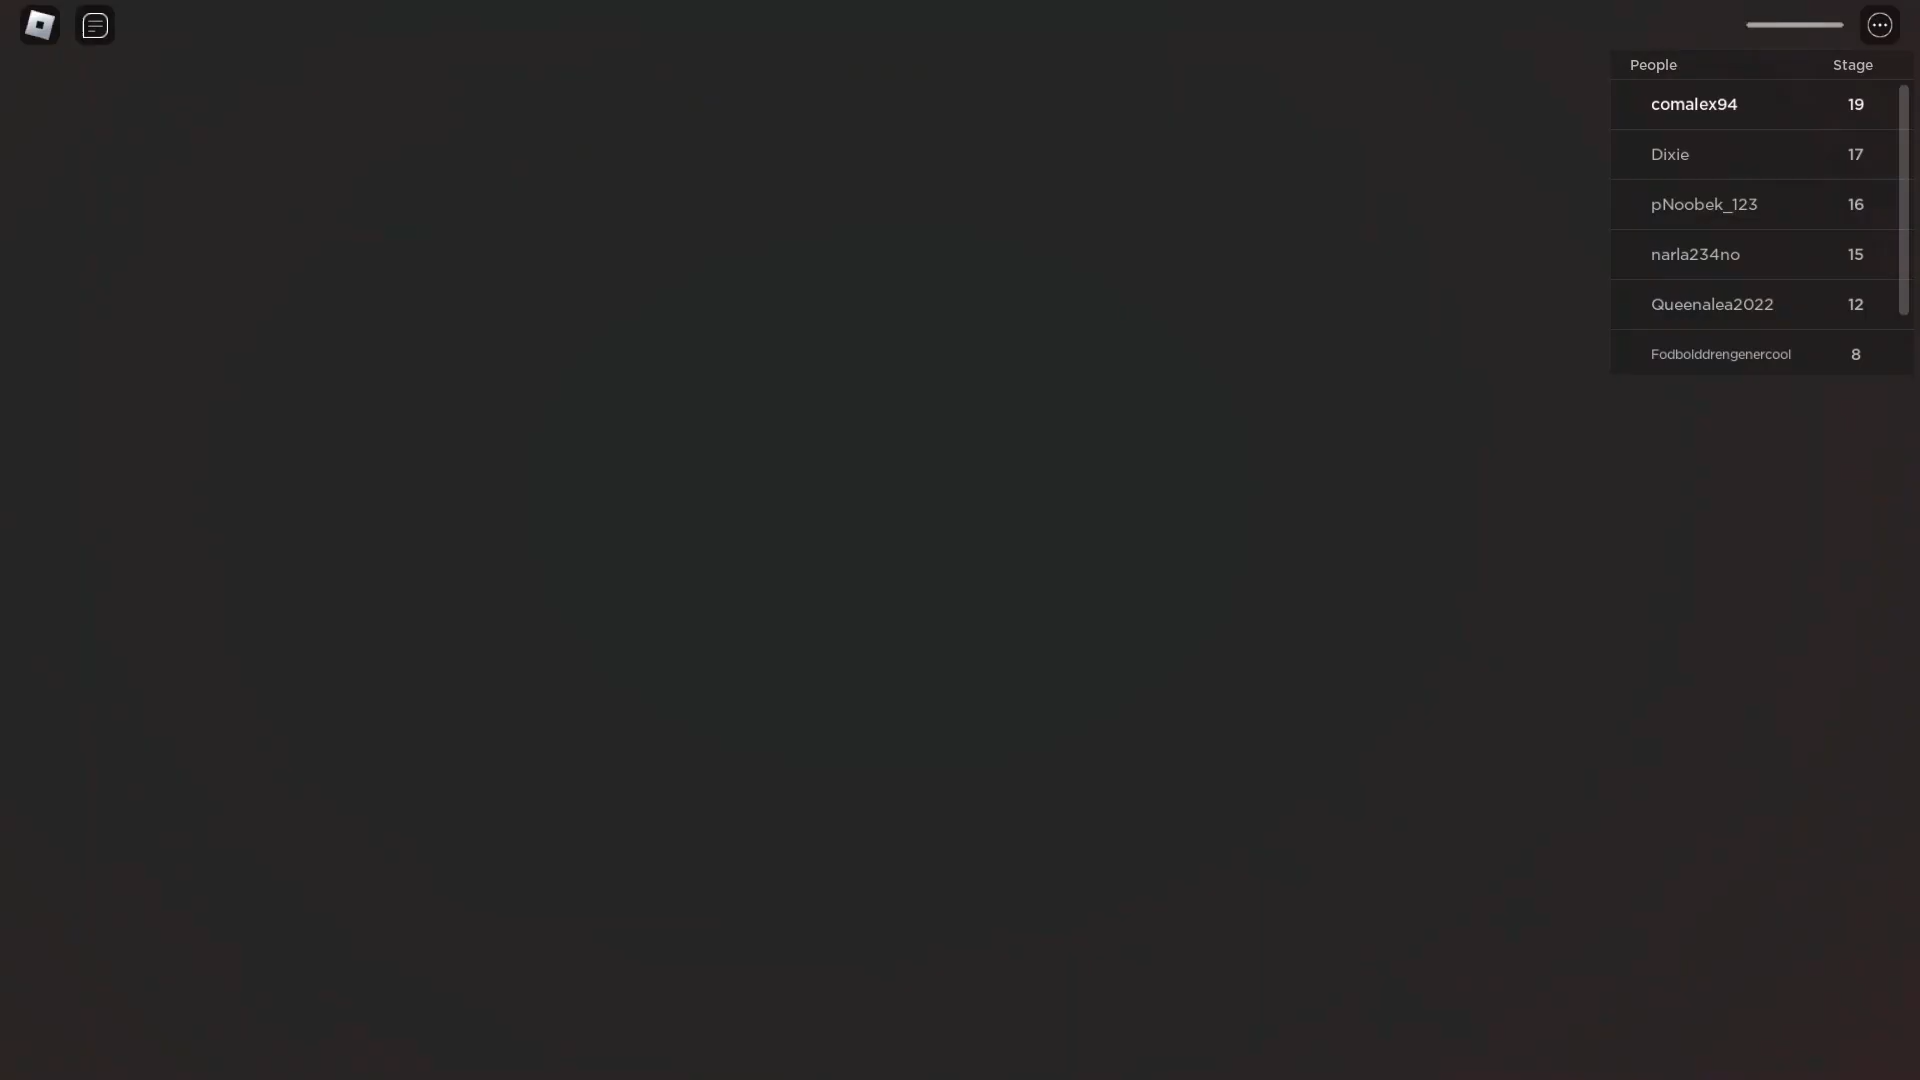 People Stage
comalex94 19
Dixie 17
pNoobek_123 16
narla234no 15
Queenalea2022 12
Fodbolddrengenercool 8